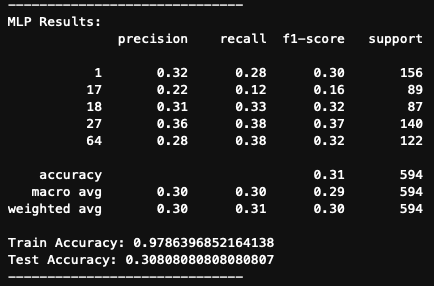 ------------------------------
MLP Results:
precision recall f1-score support
1 0.32 0.28 0.30 156
17 0.22 0.12 0.16 89
18 0.31 0.33 0.32 87
27 0.36 0.38 0.37 140
64 0.28 0.38 0.32 122
accuracy 0.31 594
macro avg 0.30 0.30 0.29 594
weighted avg 0.30 0.31 0.30 594
Train Accuracy: 0.9786396852164138
Test Accuracy: 0.30808080808080807
------------------------------